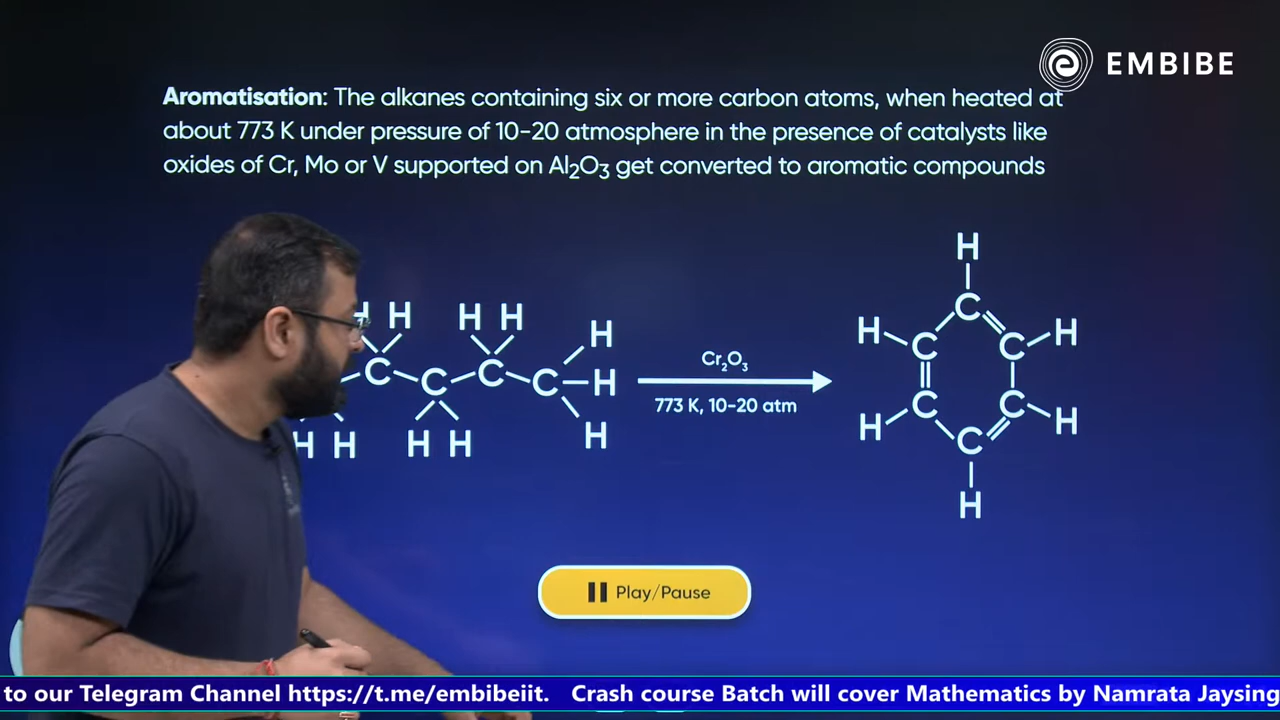 EMBIBE
Aromatisation: The alkanes containing six or more carbon atoms, when heated at
about 773 K under pressure of 10-20 atmosphere in the presence of catalysts like
oxides of Cr, Mo or V supported on Al₂O₃ get converted to aromatic compounds
H
H H H H H
H H
C C C C H
C C
Cr₂O₃
773 K, 10-20 atm
C C H
H C H
H H H H H
H
Play/Pause
to our Telegram Channel https://t.me/embibeiit. Crash course Batch will cover Mathematics by Namrata Jaysing